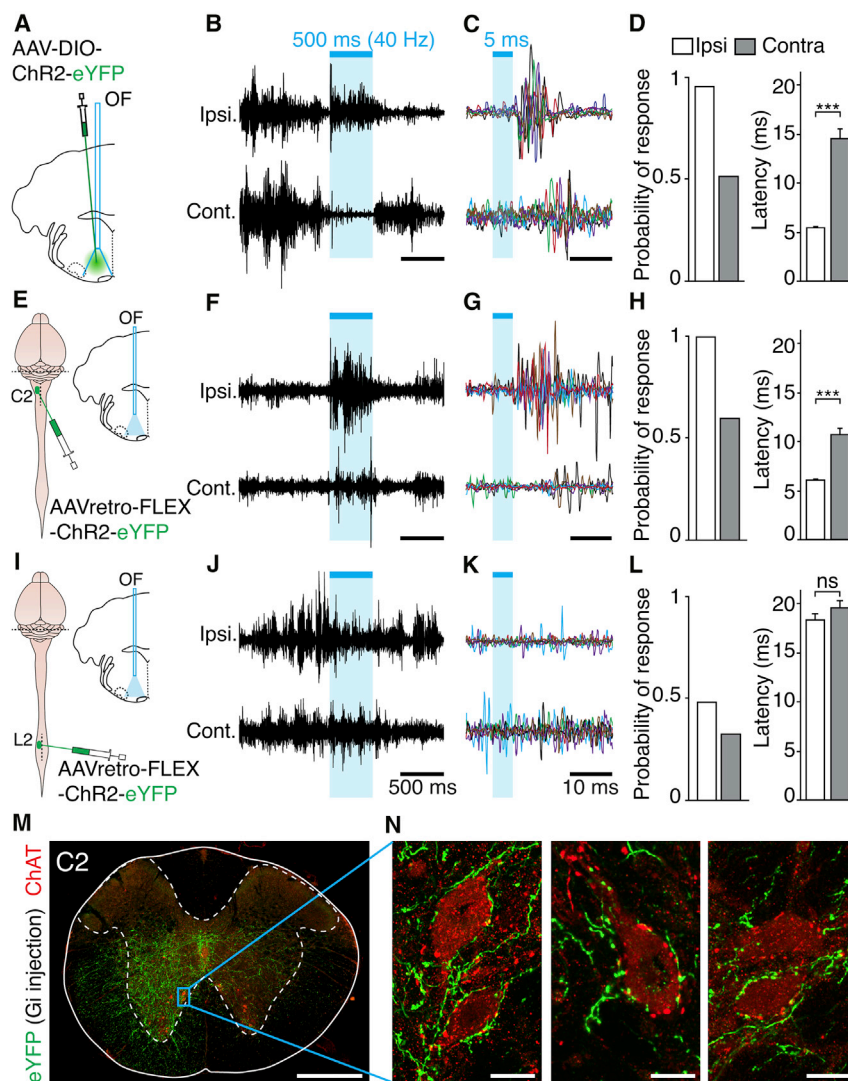 A
AAV-DIO-
ChR2-eYFP
OF
B
500 ms (40 Hz)
Ipsi.
Cont.
C
5 ms
D
Ipsi
Contra
Probability of response
1
0.5
0
Latency (ms)
20
15
10
5
0
***
E
C2
OF
AAVretro-FLEX
-ChR2-eYFP
F
Ipsi.
Cont.
G
H
Probability of response
1
0.5
0
Latency (ms)
20
15
10
5
0
***
I
L2
OF
AAVretro-FLEX
-ChR2-eYFP
J
Ipsi.
Cont.
500 ms
K
10 ms
L
Probability of response
1
0.5
0
Latency (ms)
20
15
10
5
0
ns
M
eYFP (Gi injection) ChAT
C2
N